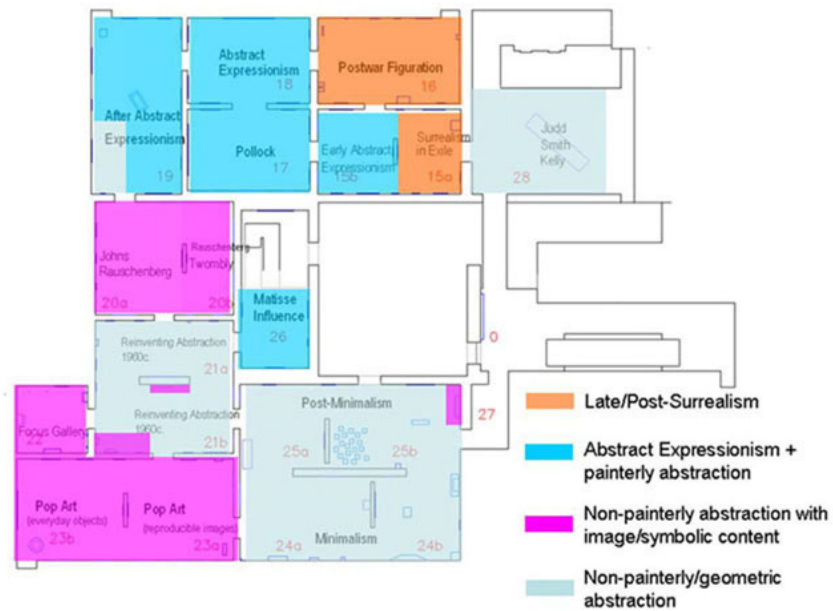 Abstract
Expressionism
18
Postwar Figuration
16
After Abstract
Expressionism
19
Pollock
17
Early Abstract
Expressionism
15b
Surrealism
in Exile
15a
Judd
Smith
Kelly
28
Johns
Rauschenberg
20a
Rauschenberg
Twombly
20b
Matisse
Influence
26
0
Reinventing Abstraction
1960c.
21a
Reinventing Abstraction
1960c.
21b
Focus Gallery
22
Post-Minimalism
25a
25b
27
Pop Art
(everyday objects)
23b
Pop Art
(reproducible images)
23a
Minimalism
24a
24b
Late/Post-Surrealism
Abstract Expressionism +
painterly abstraction
Non-painterly abstraction with
image/symbolic content
Non-painterly/geometric
abstraction